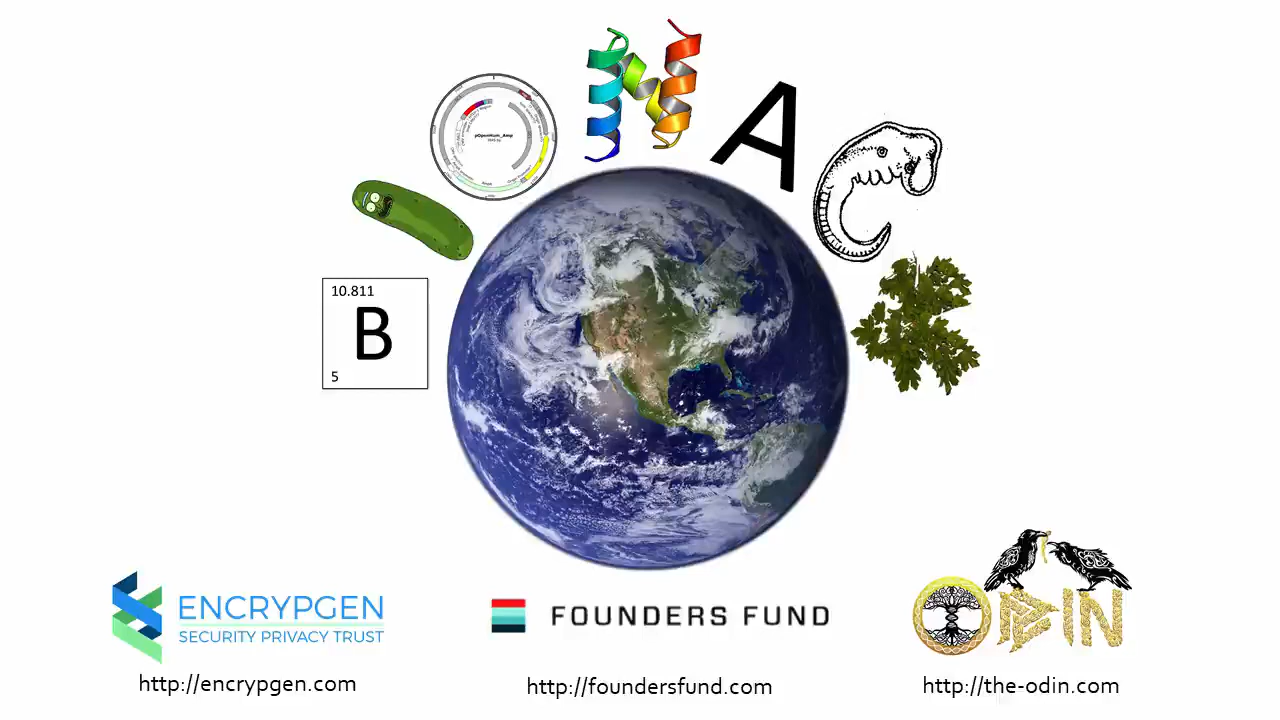 pOpenHum_Amp
A
10.811
B
5
ENCRYPGEN
SECURITY PRIVACY TRUST
http://encrypgen.com
FOUNDERS FUND
http://foundersfund.com
ODIN
http://the-odin.com